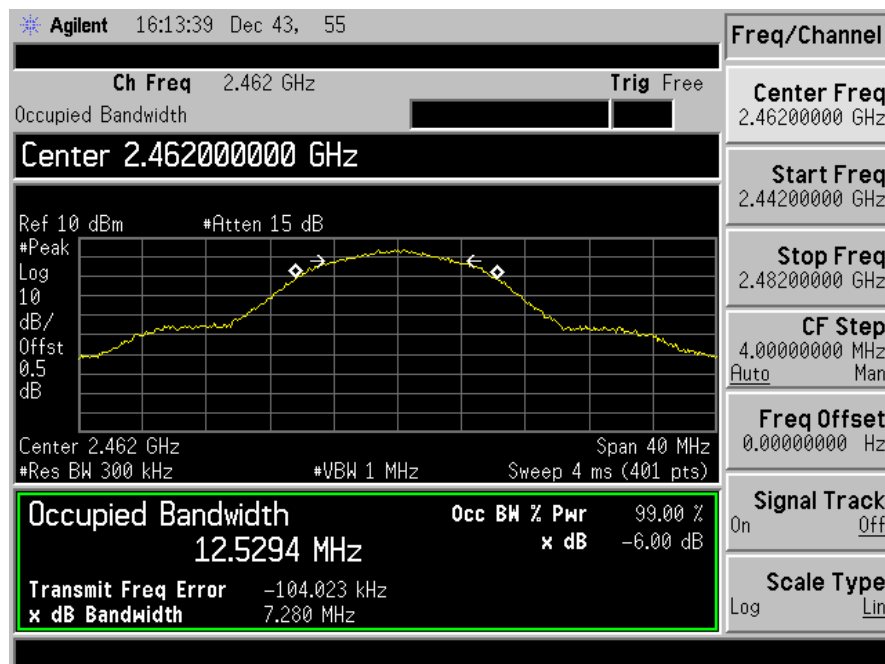 Agilent 16:13:39 Dec 43, 55
Ch Freq 2.462 GHz Trig Free
Occupied Bandwidth
Center 2.462000000 GHz
Ref 10 dBm #Atten 15 dB
#Peak
Log
10
dB/
Offst
0.5
dB
Center 2.462 GHz Span 40 MHz
#Res BW 300 kHz #VBW 1 MHz Sweep 4 ms (401 pts)
Occupied Bandwidth Occ BW % Pwr 99.00 %
12.5294 MHz x dB -6.00 dB
Transmit Freq Error -104.023 kHz
x dB Bandwidth 7.280 MHz
Freq/Channel
Center Freq
2.46200000 GHz
Start Freq
2.44200000 GHz
Stop Freq
2.48200000 GHz
CF Step
4.00000000 MHz
Auto Man
Freq Offset
0.00000000 Hz
Signal Track
On Off
Scale Type
Log Lin